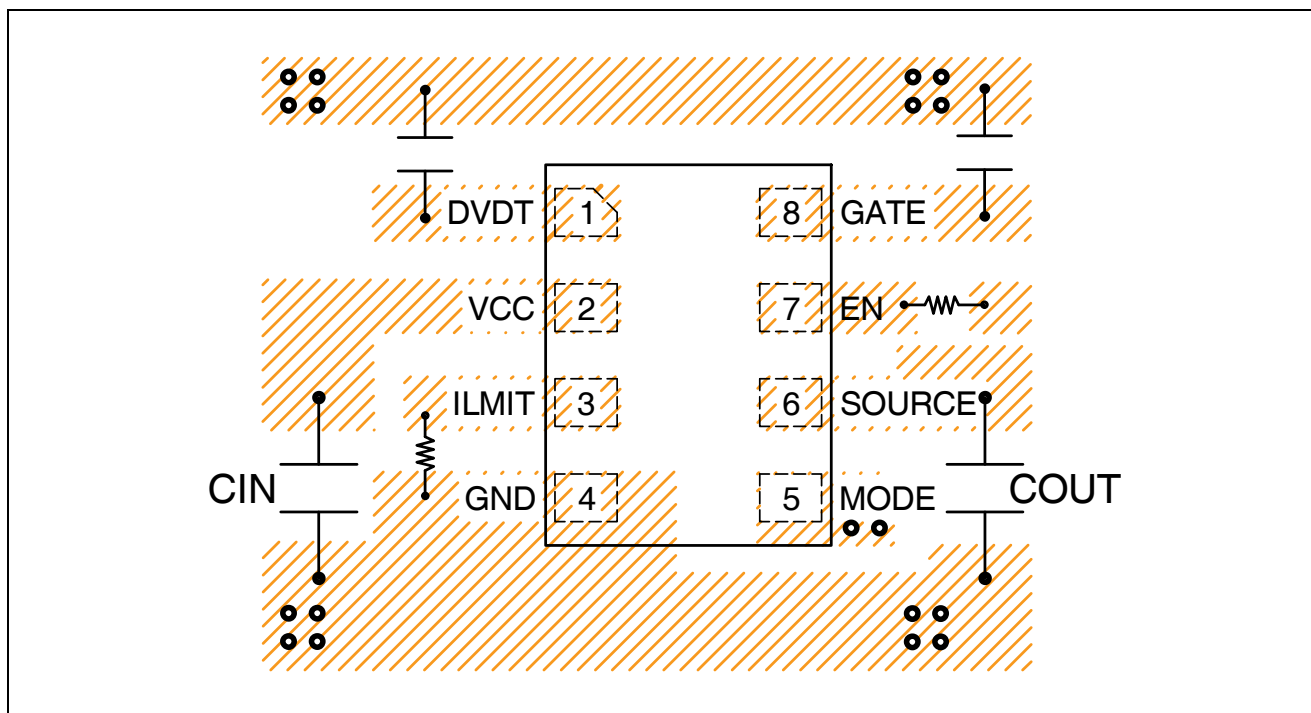 DVDT 1 8 GATE
VCC 2 7 EN
ILMIT 3 6 SOURCE
CIN GND 4 5 MODE COUT